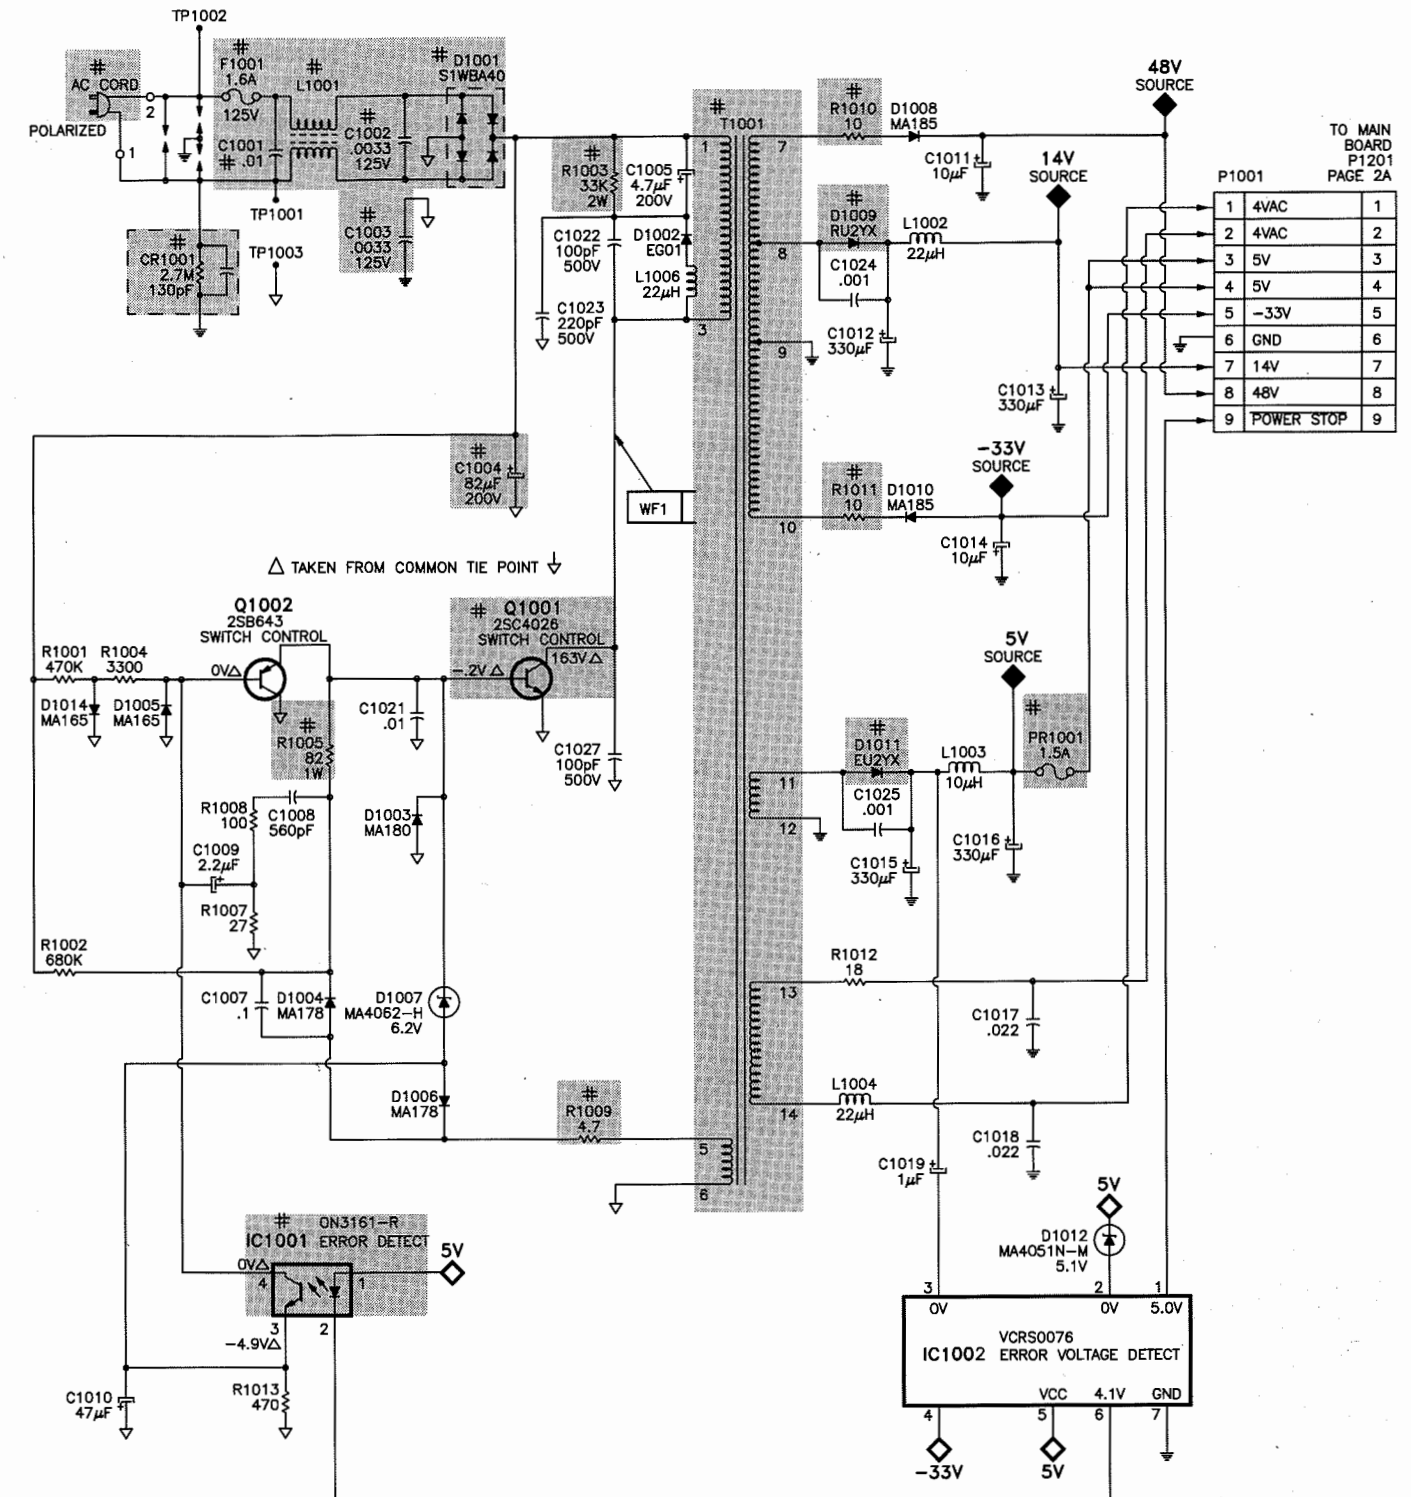 TP1002
#
AC CORD
2
POLARIZED
1
#
F1001
1.6A
125V
#
L1001
C1001
# .01
#
C1002
.0033
125V
# D1001
S1WBA40
TP1001
TP1003
#
C1003
.0033
125V
#
CR1001
2.7M
130pF
#
R1003
33K
2W
C1005
4.7μF
200V
C1022
100pF
500V
D1002
EG01
L1006
22μH
C1023
220pF
500V
#
T1001
1
3
7
8
9
10
#
R1010
10
D1008
MA185
C1011
10μF
48V
SOURCE
14V
SOURCE
#
D1009
RU2YX
L1002
22μH
C1024
.001
C1012
330μF
C1013
330μF
TO MAIN
BOARD
P1201
PAGE 2A
P1001
1 4VAC 1
2 4VAC 2
3 5V 3
4 5V 4
5 -33V 5
6 GND 6
7 14V 7
8 48V 8
9 POWER STOP 9
#
C1004
82μF
200V
WF1
-33V
SOURCE
#
R1011
10
D1010
MA185
C1014
10μF
△ TAKEN FROM COMMON TIE POINT
Q1002
2SB643
SWITCH CONTROL
0V△
# Q1001
2SC4026
SWITCH CONTROL
163V△
-.2V△
R1001
470K
R1004
3300
D1014
MA165
D1005
MA165
#
R1005
82
1W
C1021
.01
C1027
100pF
500V
5V
SOURCE
#
PR1001
1.5A
#
D1011
EU2YX
L1003
10μH
C1025
.001
C1015
330μF
C1016
330μF
11
12
R1008
100
C1008
560pF
D1003
MA180
C1009
2.2μF
R1007
27
R1002
680K
C1007
.1
D1004
MA178
D1007
MA4062-H
6.2V
D1006
MA178
#
R1009
4.7
5
6
13
14
R1012
18
C1017
.022
L1004
22μH
C1018
.022
C1019
1μF
5V
D1012
MA4051N-M
5.1V
# ON3161-R
IC1001 ERROR DETECT
0V△
4
1
5V
3
2
-4.9V△
C1010
47μF
R1013
470
3
2
1
0V
0V
5.0V
VCRS0076
IC1002 ERROR VOLTAGE DETECT
VCC
4.1V
GND
4
5
6
7
-33V
5V